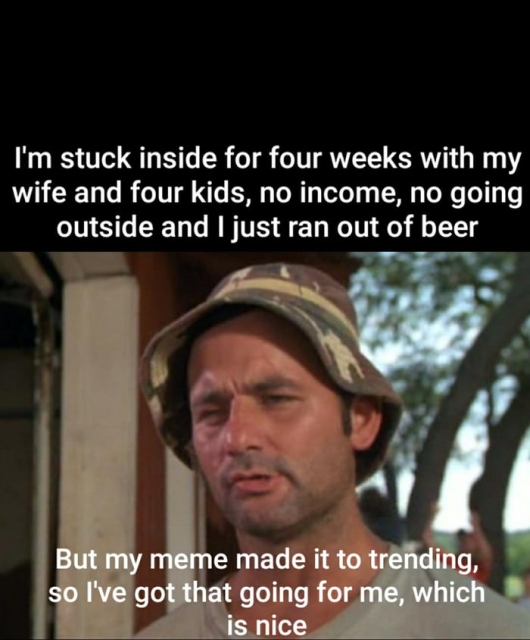 I'm stuck inside for four weeks with my
wife and four kids, no income, no going
outside and I just ran out of beer
But my meme made it to trending,
so I've got that going for me, which
is nice